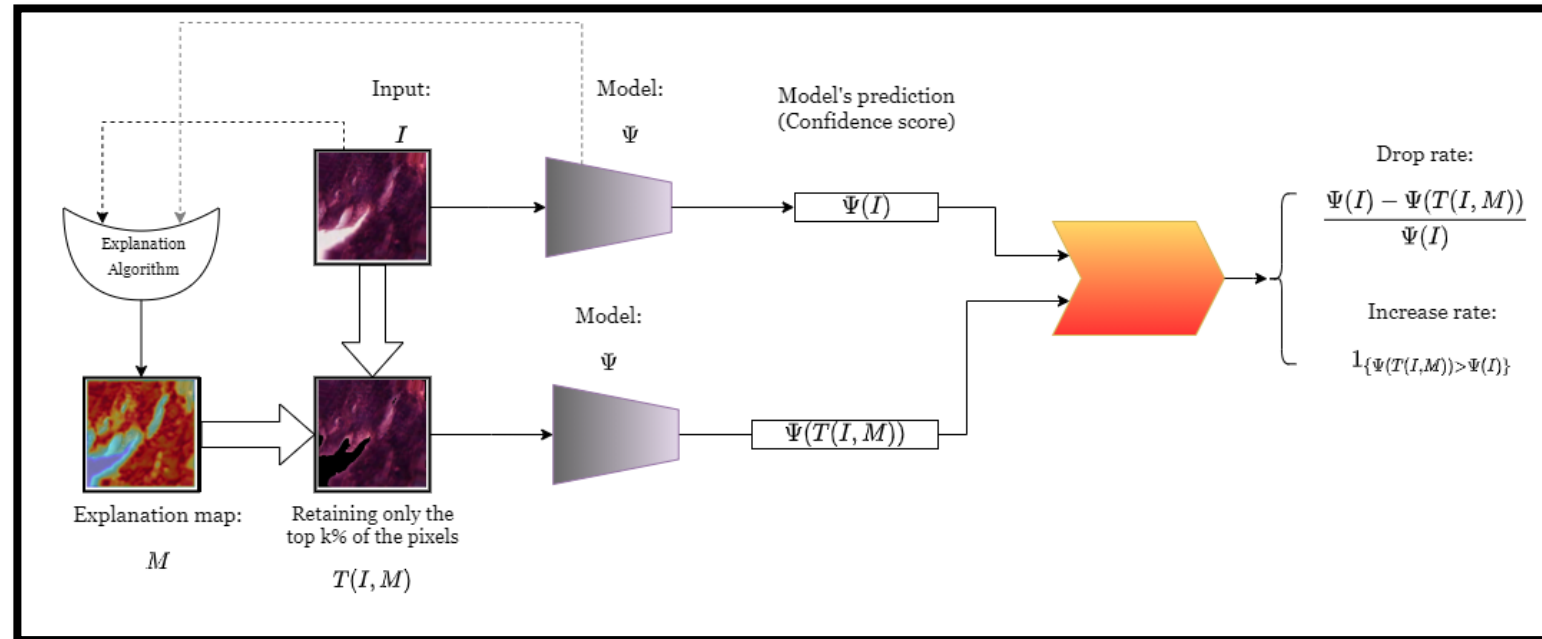 Input:
I
Model:
Ψ
Model's prediction
(Confidence score)
Explanation
Algorithm
Ψ(I)
Drop rate:
Ψ(I) − Ψ(T(I, M))
Ψ(I)
Model:
Ψ
Increase rate:
1{Ψ(T(I,M))>Ψ(I)}
Ψ(T(I, M))
Explanation map:
M
Retaining only the
top k% of the pixels
T(I, M)